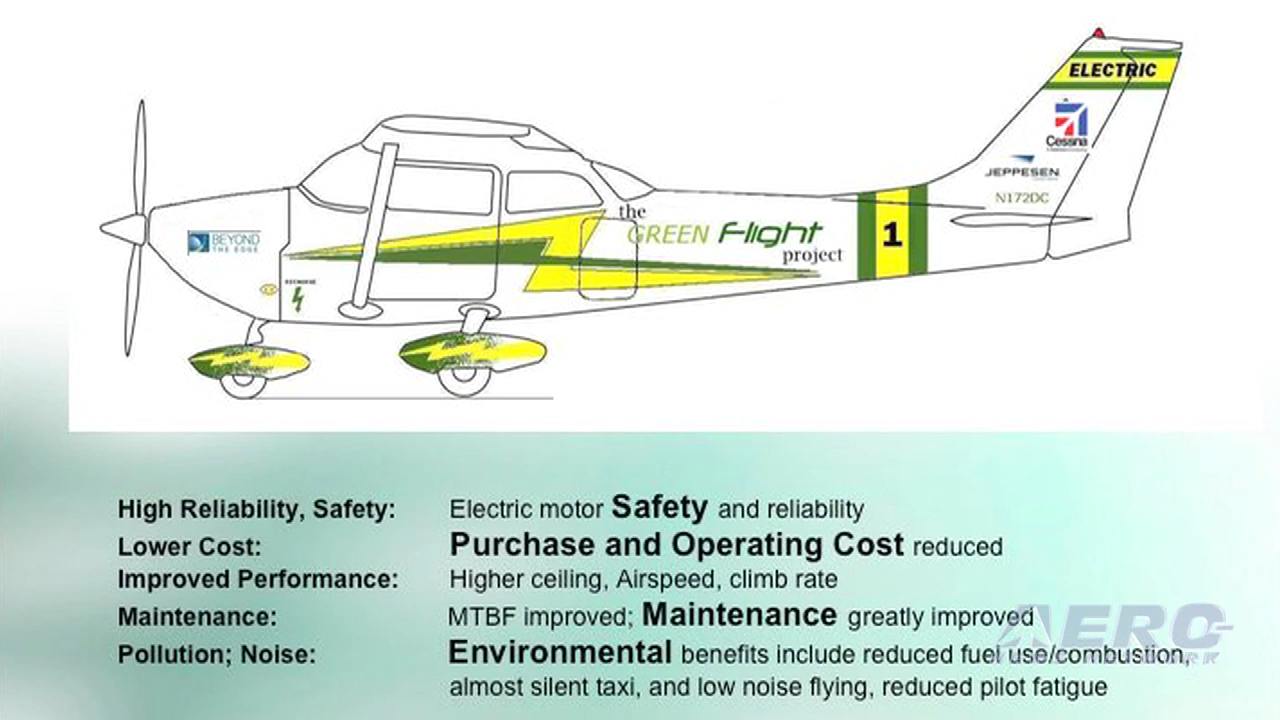 ELECTRIC
Cessna
JEPPESEN
N172DC
the
GREEN Flight
project
1
BEYOND
THE EDGE
High Reliability, Safety: Electric motor Safety and reliability
Lower Cost: Purchase and Operating Cost reduced
Improved Performance: Higher ceiling, Airspeed, climb rate
Maintenance: MTBF improved; Maintenance greatly improved
Pollution; Noise: Environmental benefits include reduced fuel use/combustion,
almost silent taxi, and low noise flying, reduced pilot fatigue
AERO